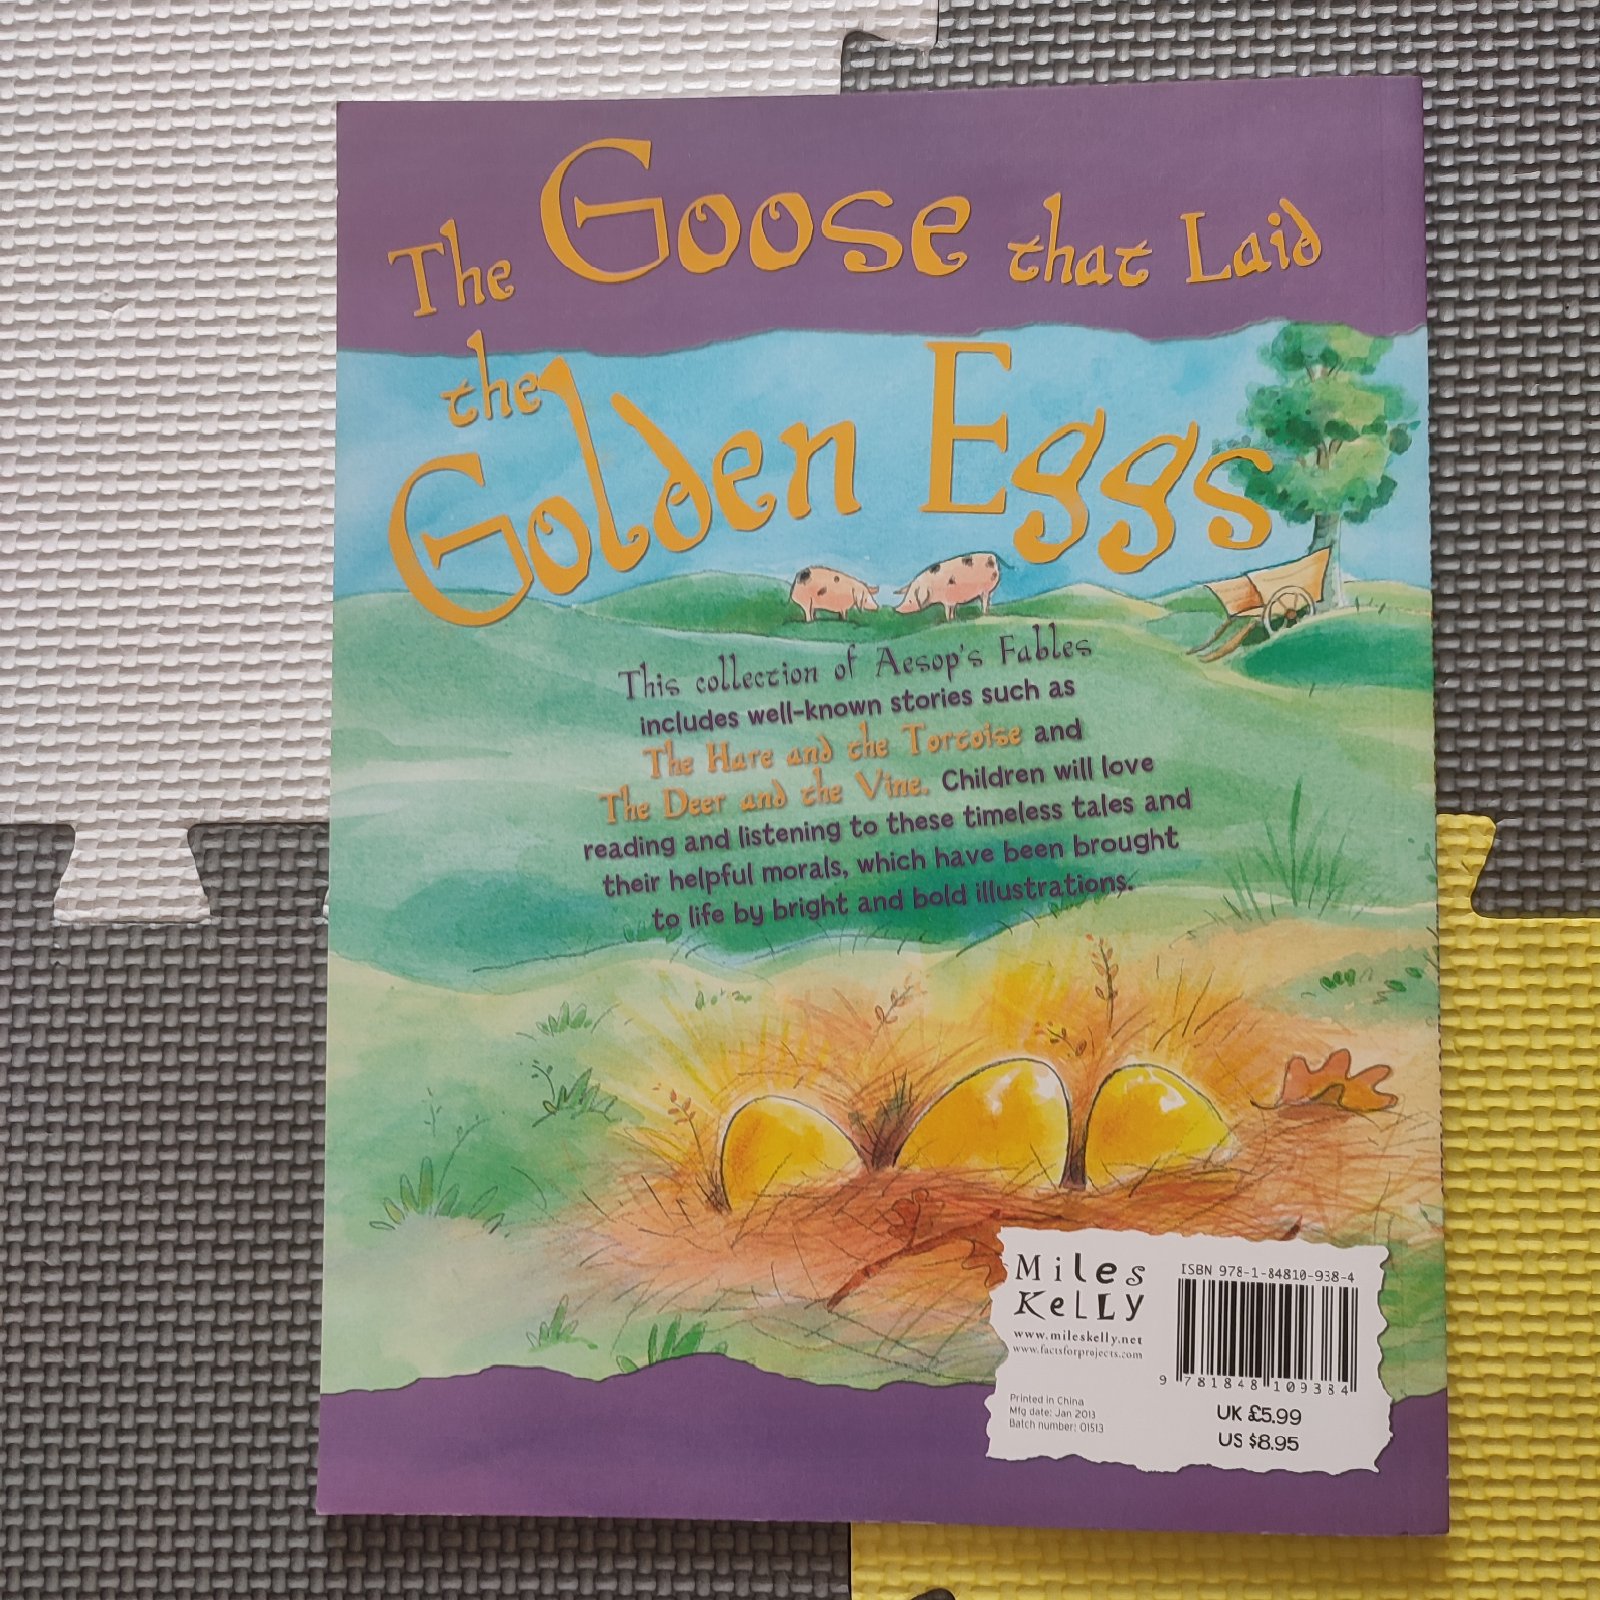 The Goose that Laid
the
Golden Eggs
This collection of Aesop's Fables
includes well-known stories such as
The Hare and the Tortoise and
The Deer and the Vine. Children will love
reading and listening to these timeless tales and
their helpful morals, which have been brought
to life by bright and bold illustrations.
Miles
Kelly
www.mileskelly.net
www.factsforprojects.com
Printed in China
Mfg date: Jan 2013
Batch number: 01513
ISBN 978-1-84810-938-4
9 781848 109384
UK £5.99
US $8.95